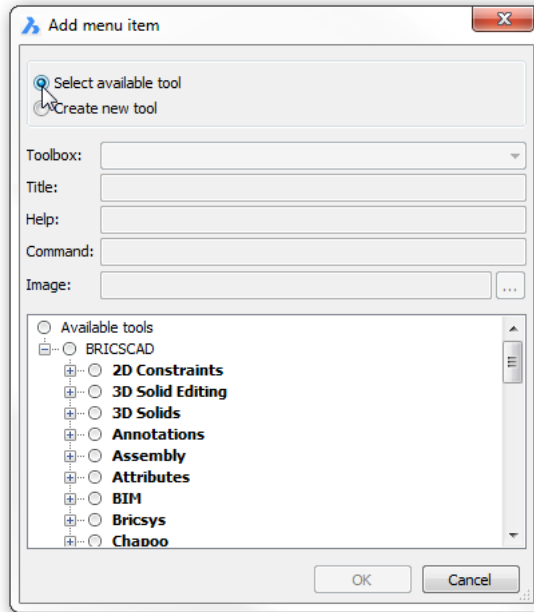 Add menu item
Select available tool
Create new tool
Toolbox:
Title:
Help:
Command:
Image:
...
Available tools
BRICSCAD
2D Constraints
3D Solid Editing
3D Solids
Annotations
Assembly
Attributes
BIM
Bricsys
Chapoo
OK Cancel